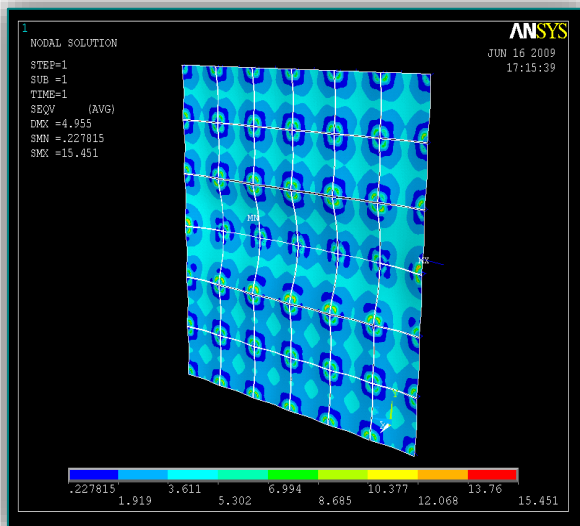 1
ANSYS
NODAL SOLUTION
JUN 16 2009
17:15:39
STEP=1
SUB =1
TIME=1
SEQV (AVG)
DMX =4.955
SMN =.227815
SMX =15.451
MN
MX
.227815 3.611 6.994 10.377 13.76
1.919 5.302 8.685 12.068 15.451